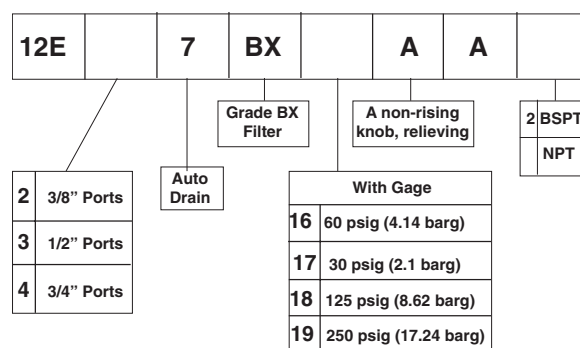 12E 7 BX A A
Grade BX
Filter
A non-rising
knob, relieving
2 BSPT
NPT
Auto
Drain
2 3/8” Ports
3 1/2” Ports
4 3/4” Ports
With Gage
16 60 psig (4.14 barg)
17 30 psig (2.1 barg)
18 125 psig (8.62 barg)
19 250 psig (17.24 barg)